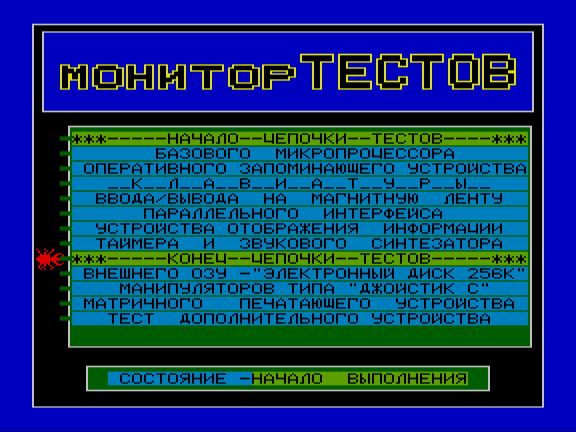 МОНИТОР ТЕСТОВ
***-----НАЧАЛО--ЦЕПОЧКИ--ТЕСТОВ----***
БАЗОВОГО МИКРОПРОЦЕССОРА
ОПЕРАТИВНОГО ЗАПОМИНАЮЩЕГО УСТРОЙСТВА
__К__Л__А__В__И__А__Т__У__Р__Ы__
ВВОДА/ВЫВОДА НА МАГНИТНУЮ ЛЕНТУ
ПАРАЛЛЕЛЬНОГО ИНТЕРФЕЙСА
УСТРОЙСТВА ОТОБРАЖЕНИЯ ИНФОРМАЦИИ
ТАЙМЕРА И ЗВУКОВОГО СИНТЕЗАТОРА
***-----КОНЕЦ--ЦЕПОЧКИ--ТЕСТОВ-----***
ВНЕШНЕГО ОЗУ -"ЭЛЕКТРОННЫЙ ДИСК 256К"
МАНИПУЛЯТОРОВ ТИПА "ДЖОЙСТИК С"
МАТРИЧНОГО ПЕЧАТАЮЩЕГО УСТРОЙСТВА
ТЕСТ ДОПОЛНИТЕЛЬНОГО УСТРОЙСТВА
СОСТОЯНИЕ -НАЧАЛО ВЫПОЛНЕНИЯ